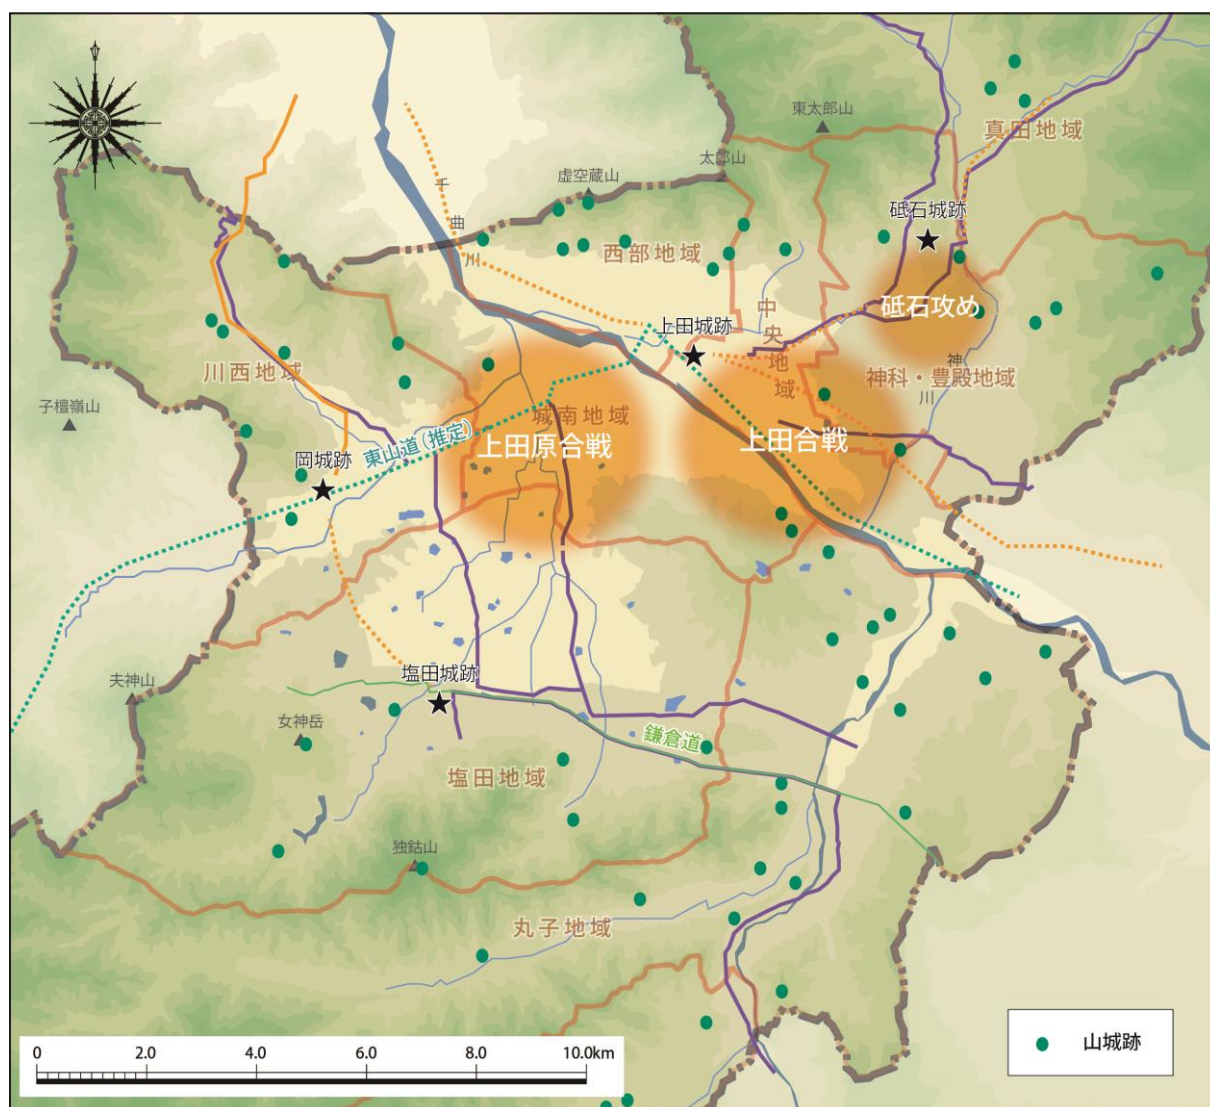 東太郎山
真田地域
太郎山
虚空蔵山
千曲川
砥石城跡
西部地域
砥石攻め
上田城跡
中央地域
神川
神科・豊殿地域
川西地域
子檀嶺山
城南地域
上田原合戦
上田合戦
東山道(推定)
岡城跡
塩田城跡
夫神山
女神岳
鎌倉道
塩田地域
独鈷山
丸子地域
0 2.0 4.0 6.0 8.0 10.0km
山城跡